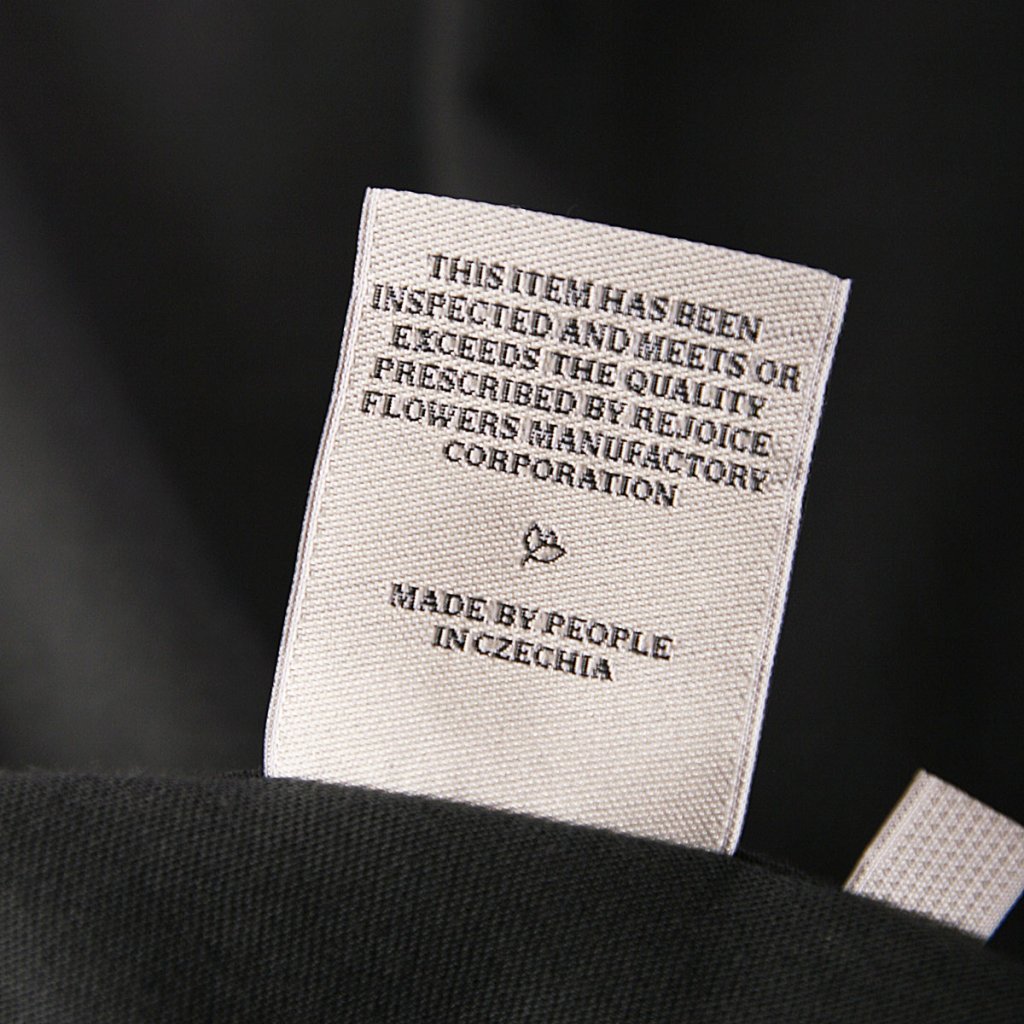 THIS ITEM HAS BEEN
INSPECTED AND MEETS OR
EXCEEDS THE QUALITY
PRESCRIBED BY REJOICE
FLOWERS MANUFACTORY
CORPORATION
MADE BY PEOPLE
IN CZECHIA